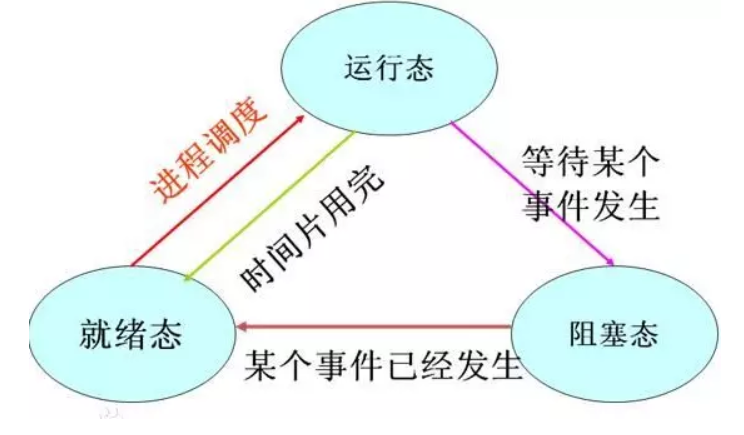 运行态
进程调度
等待某个
事件发生
时间片用完
就绪态
阻塞态
某个事件已经发生